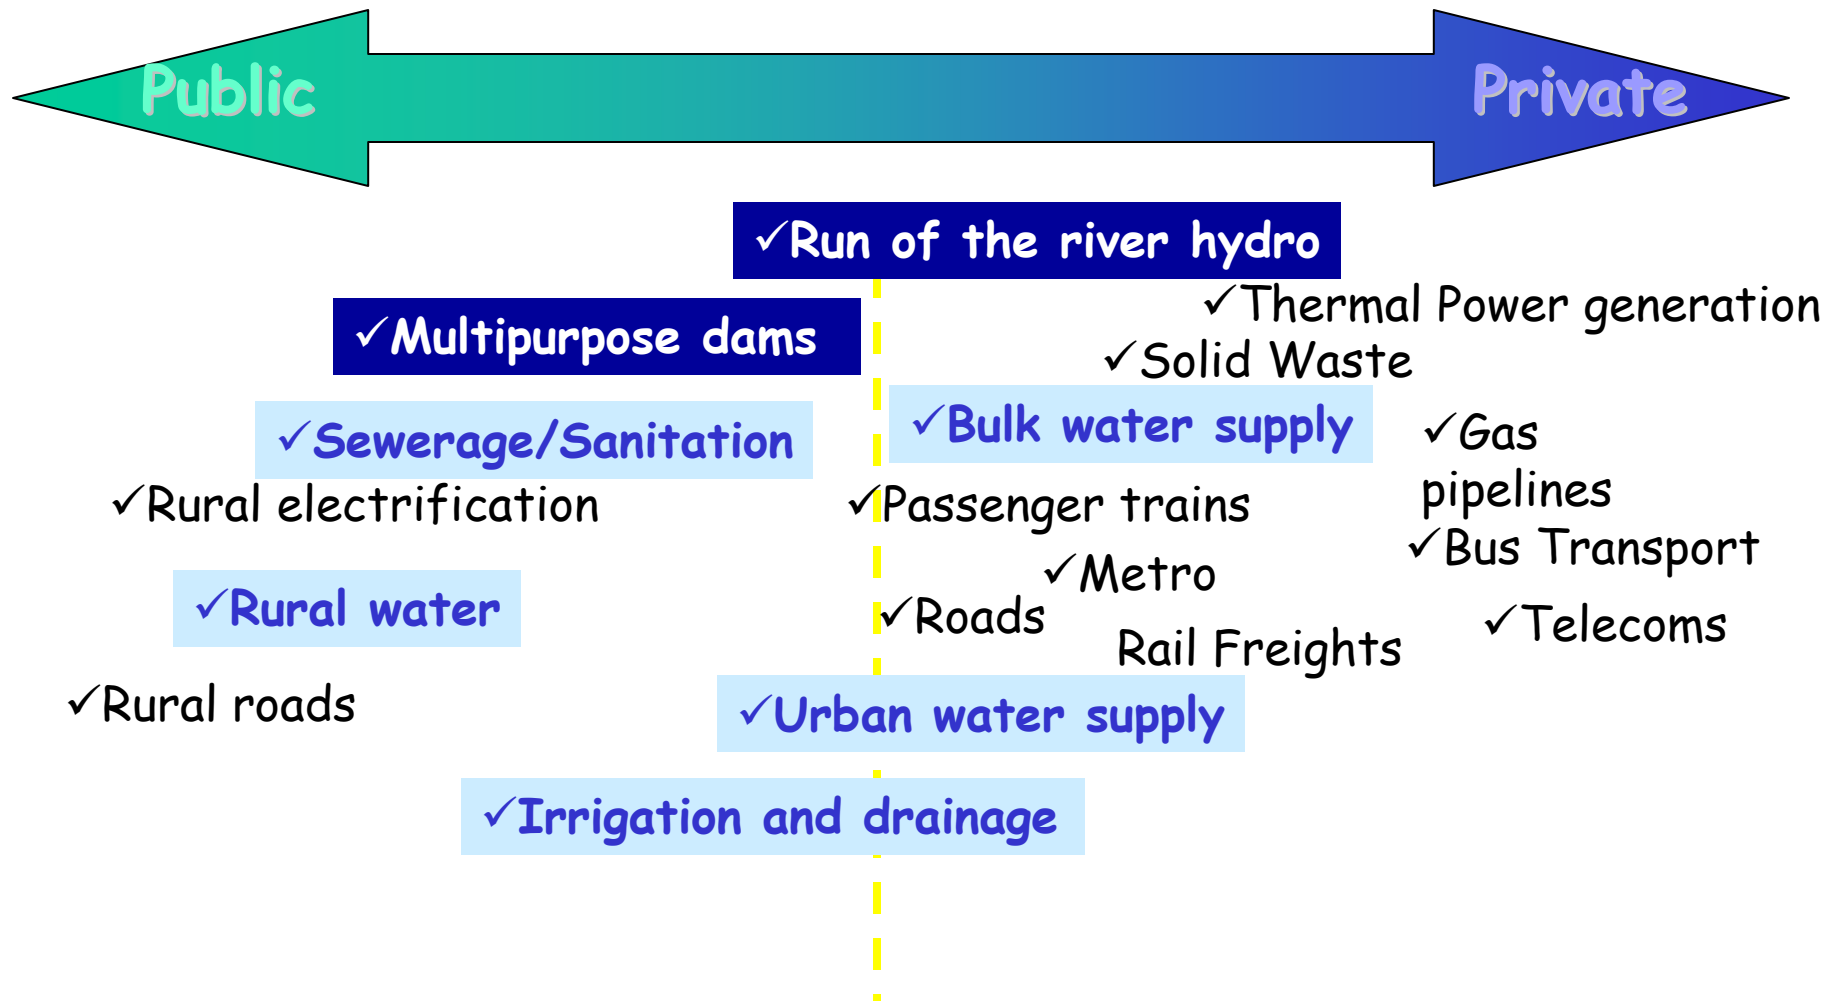 Public
Private
✓Run of the river hydro
✓Thermal Power generation
✓Multipurpose dams
✓Solid Waste
✓Bulk water supply
✓Sewerage/Sanitation
✓Gas
pipelines
✓Rural electrification
✓Passenger trains
✓Bus Transport
✓Metro
✓Rural water
✓Roads
✓Telecoms
Rail Freights
✓Rural roads
✓Urban water supply
✓Irrigation and drainage